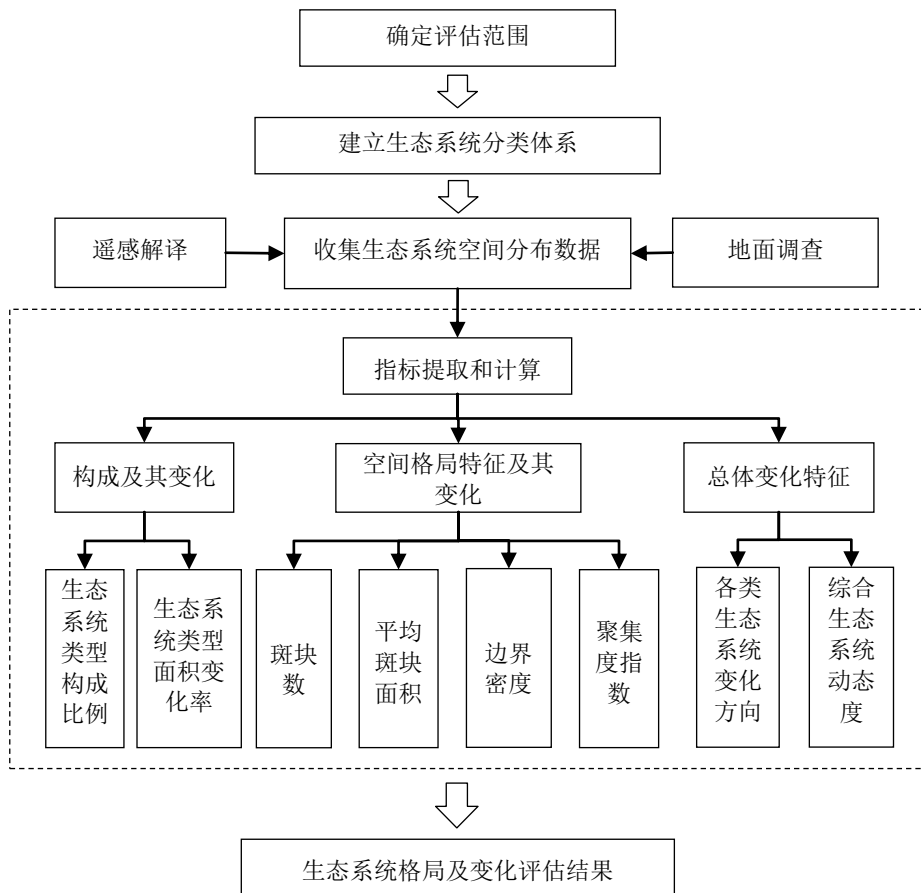 确定评估范围
建立生态系统分类体系
遥感解译
收集生态系统空间分布数据
地面调查
指标提取和计算
构成及其变化
空间格局特征及其
变化
总体变化特征
生态
系统
类型
构成
比例
生态系
统类型
面积变
化率
斑块
数
平均
斑块
面积
边界
密度
聚集
度指
数
各类
生态
系统
变化
方向
综合
生态
系统
动态
度
生态系统格局及变化评估结果